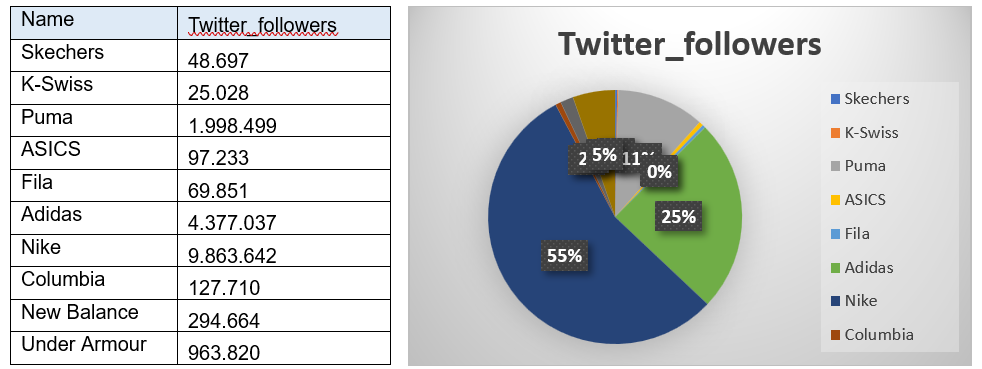 Name Twitter_followers
Skechers 48.697
K-Swiss 25.028
Puma 1.998.499
ASICS 97.233
Fila 69.851
Adidas 4.377.037
Nike 9.863.642
Columbia 127.710
New Balance 294.664
Under Armour 963.820
Twitter_followers
5%
0%
25%
55%
Skechers
K-Swiss
Puma
ASICS
Fila
Adidas
Nike
Columbia